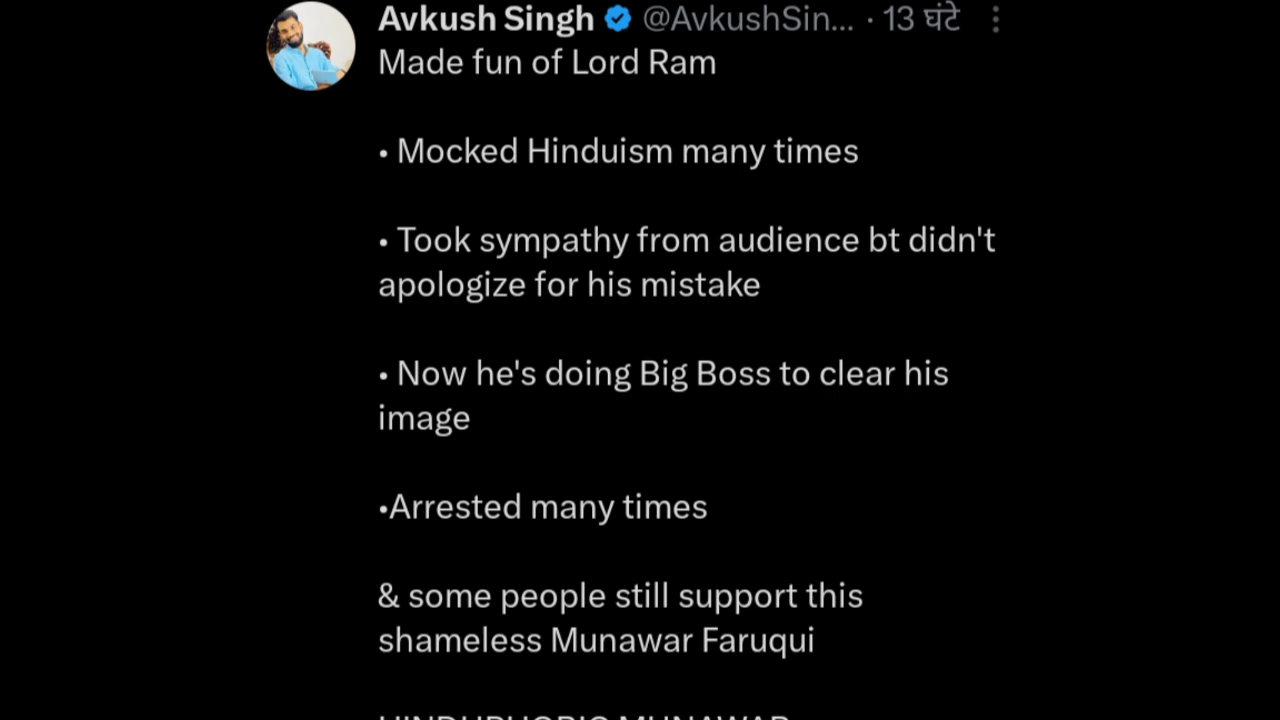 Avkush Singh @AvkushSin... · 13 घंटे
Made fun of Lord Ram
• Mocked Hinduism many times
• Took sympathy from audience bt didn't
apologize for his mistake
• Now he's doing Big Boss to clear his
image
•Arrested many times
& some people still support this
shameless Munawar Faruqui
HINDUPHOBIC MUNAWAR